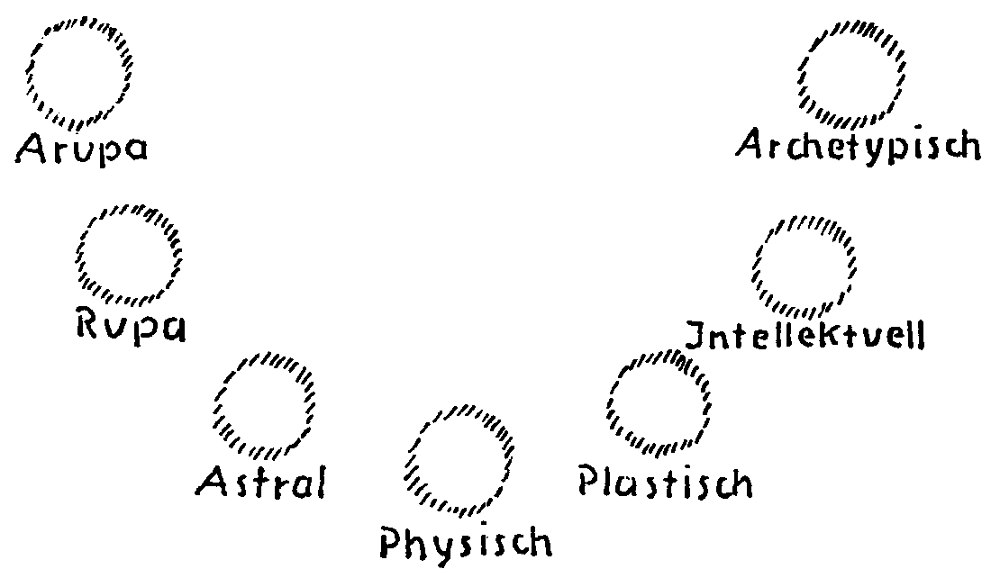 Arupa
Archetypisch
Rupa
Intellektuell
Astral
Plastisch
Physisch